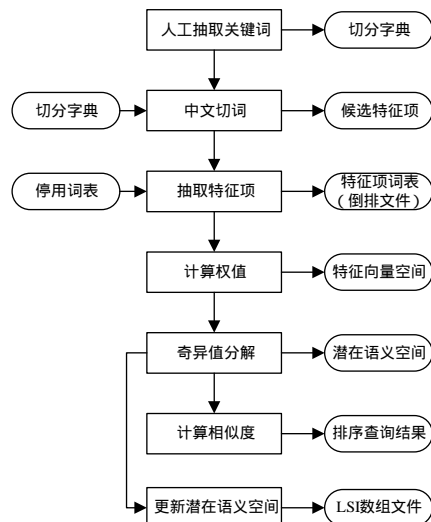 人工抽取关键词
切分字典
切分字典
中文切词
候选特征项
停用词表
抽取特征项
特征项词表
（倒排文件）
计算权值
特征向量空间
奇异值分解
潜在语义空间
计算相似度
排序查询结果
更新潜在语义空间
LSI数组文件